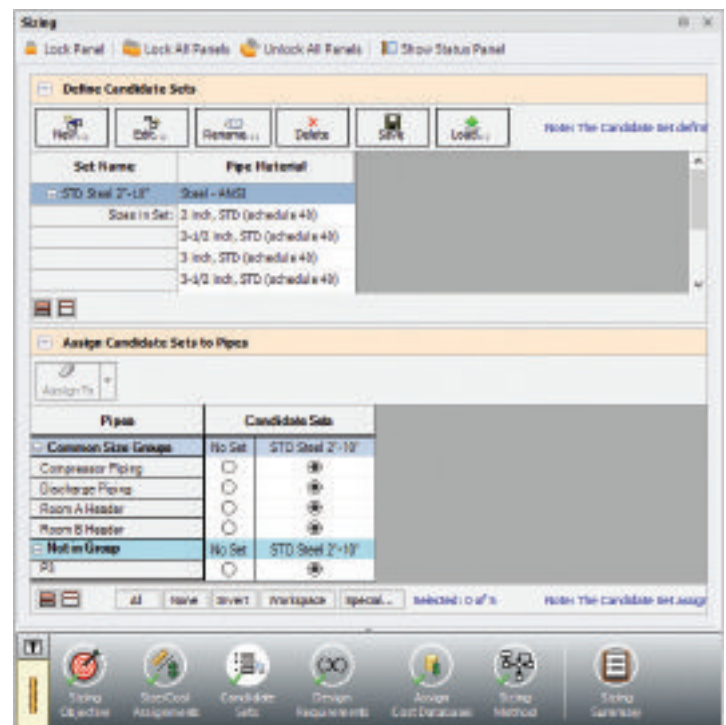 Sizing
Lock Panel Lock All Panels Unlock All Panels Show Status Panel
Define Candidate Sets
New... Edit... Rename... Delete Save Load... Note: The Candidate Set defin
Set Name Pipe Material
STD Steel 2"-10" Steel - ANSI
Sizes in Set: 2 inch, STD (schedule 40)
2-1/2 inch, STD (schedule 40)
3 inch, STD (schedule 40)
3-1/2 inch, STD (schedule 40)
Assign Candidate Sets to Pipes
Assign To
Pipes Candidate Sets
Common Size Groups No Set STD Steel 2"-10"
Compressor Piping
Discharge Piping
Room A Header
Room B Header
Not in Group No Set STD Steel 2"-10"
All None Invert Workspace Special... Selected: 0 of 5 Note: The Candidate Set assign
Sizing Objective
Size/Cost Assignments
Candidate Sets
Design Requirements
Assign Cost Databases
Sizing Method
Sizing Summary